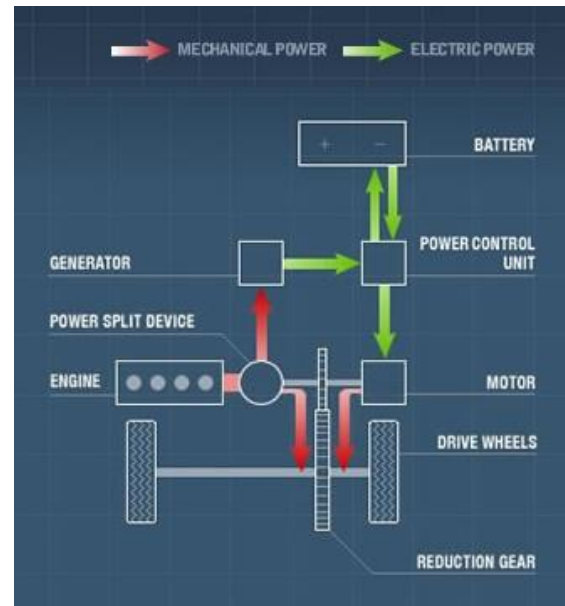 MECHANICAL POWER
ELECTRIC POWER
+ −
BATTERY
POWER CONTROL
UNIT
GENERATOR
POWER SPLIT DEVICE
ENGINE
MOTOR
DRIVE WHEELS
REDUCTION GEAR